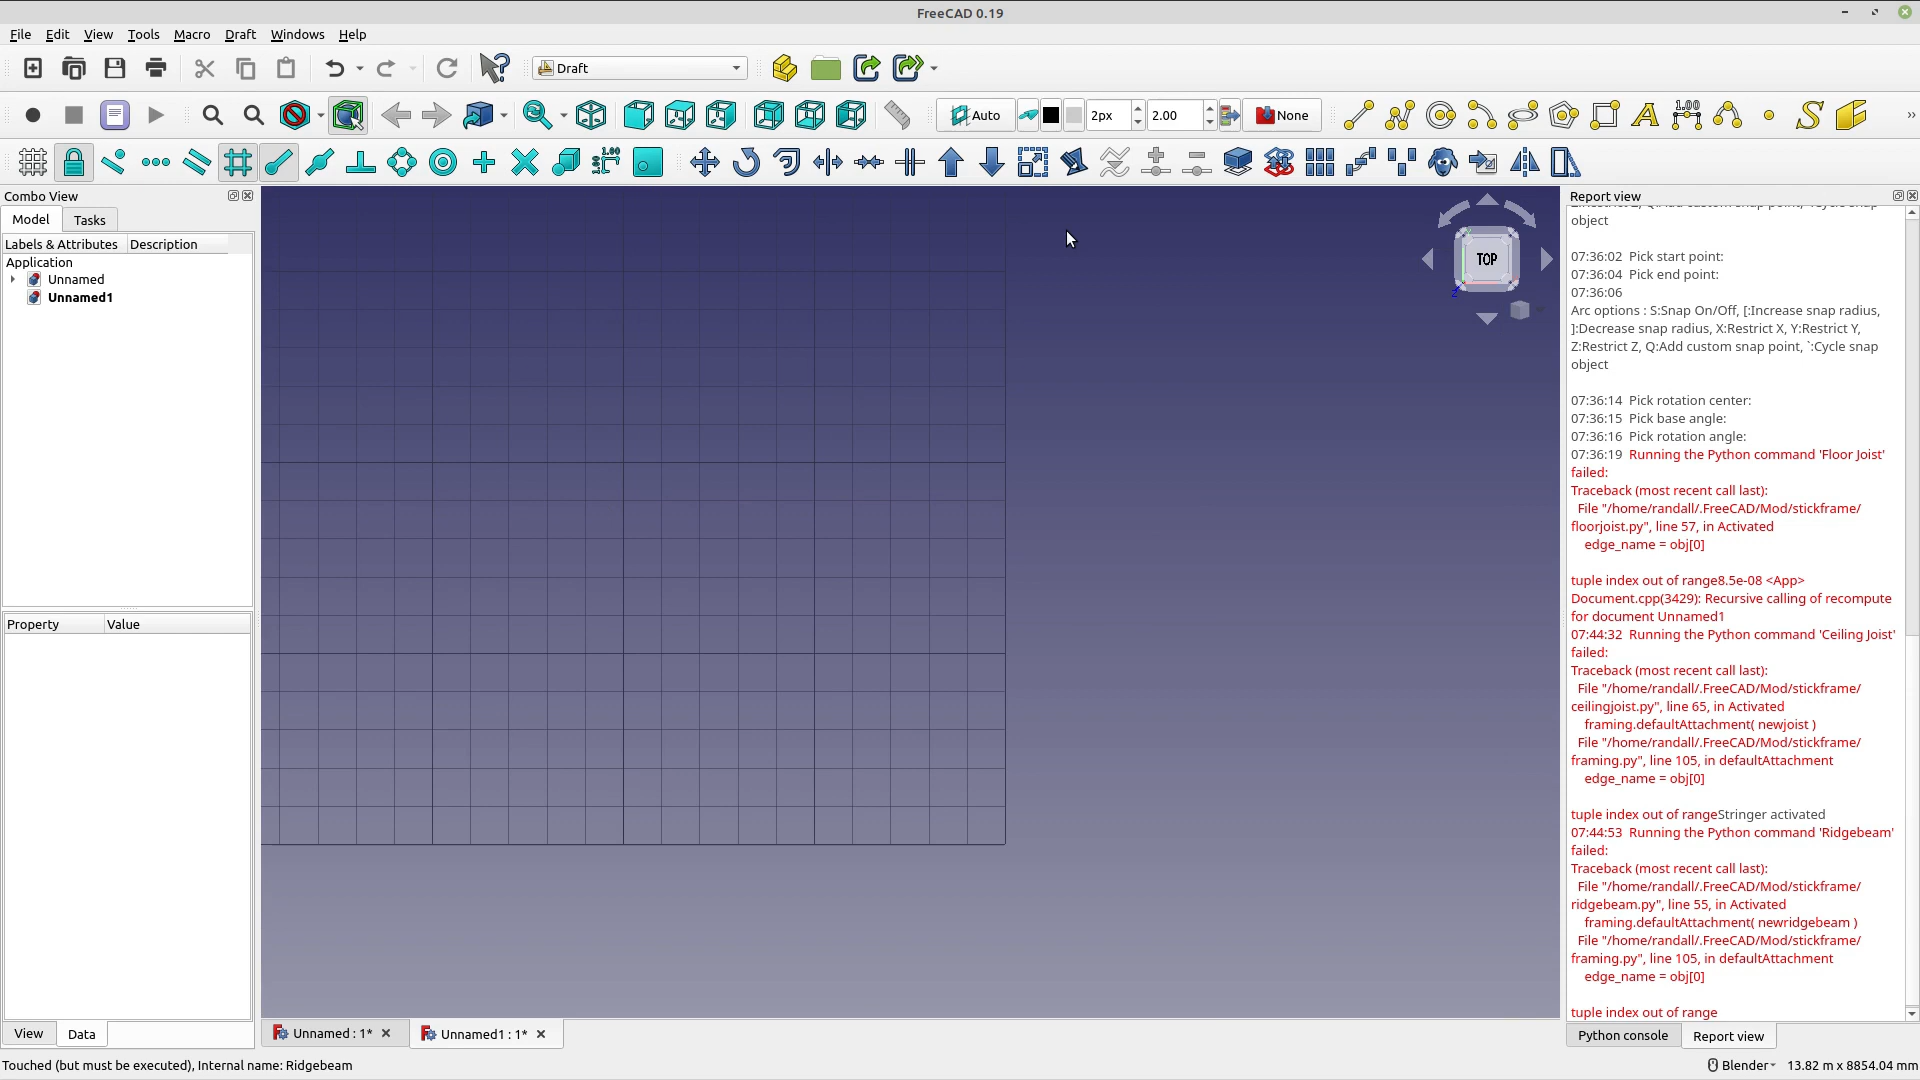 FreeCAD 0.19
File Edit View Tools Macro Draft Windows Help
Draft
Auto 2px 2.00 None
1.00
1.00
Combo View
Model Tasks
Labels & Attributes Description
Application
Unnamed
Unnamed1
Property Value
View Data
TOP
Z
Unnamed : 1*
Unnamed1 : 1*
Report view
Z:Restrict Z, Q:Add custom snap point, `:Cycle snap
object
07:36:02 Pick start point:
07:36:04 Pick end point:
07:36:06
Arc options : S:Snap On/Off, [:Increase snap radius,
]:Decrease snap radius, X:Restrict X, Y:Restrict Y,
Z:Restrict Z, Q:Add custom snap point, `:Cycle snap
object
07:36:14 Pick rotation center:
07:36:15 Pick base angle:
07:36:16 Pick rotation angle:
07:36:19 Running the Python command 'Floor Joist'
failed:
Traceback (most recent call last):
File "/home/randall/.FreeCAD/Mod/stickframe/
floorjoist.py", line 57, in Activated
edge_name = obj[0]
tuple index out of range8.5e-08 <App>
Document.cpp(3429): Recursive calling of recompute
for document Unnamed1
07:44:32 Running the Python command 'Ceiling Joist'
failed:
Traceback (most recent call last):
File "/home/randall/.FreeCAD/Mod/stickframe/
ceilingjoist.py", line 65, in Activated
framing.defaultAttachment( newjoist )
File "/home/randall/.FreeCAD/Mod/stickframe/
framing.py", line 105, in defaultAttachment
edge_name = obj[0]
tuple index out of rangeStringer activated
07:44:53 Running the Python command 'Ridgebeam'
failed:
Traceback (most recent call last):
File "/home/randall/.FreeCAD/Mod/stickframe/
ridgebeam.py", line 55, in Activated
framing.defaultAttachment( newridgebeam )
File "/home/randall/.FreeCAD/Mod/stickframe/
framing.py", line 105, in defaultAttachment
edge_name = obj[0]
tuple index out of range
Python console Report view
Touched (but must be executed), Internal name: Ridgebeam
Blender 13.82 m x 8854.04 mm